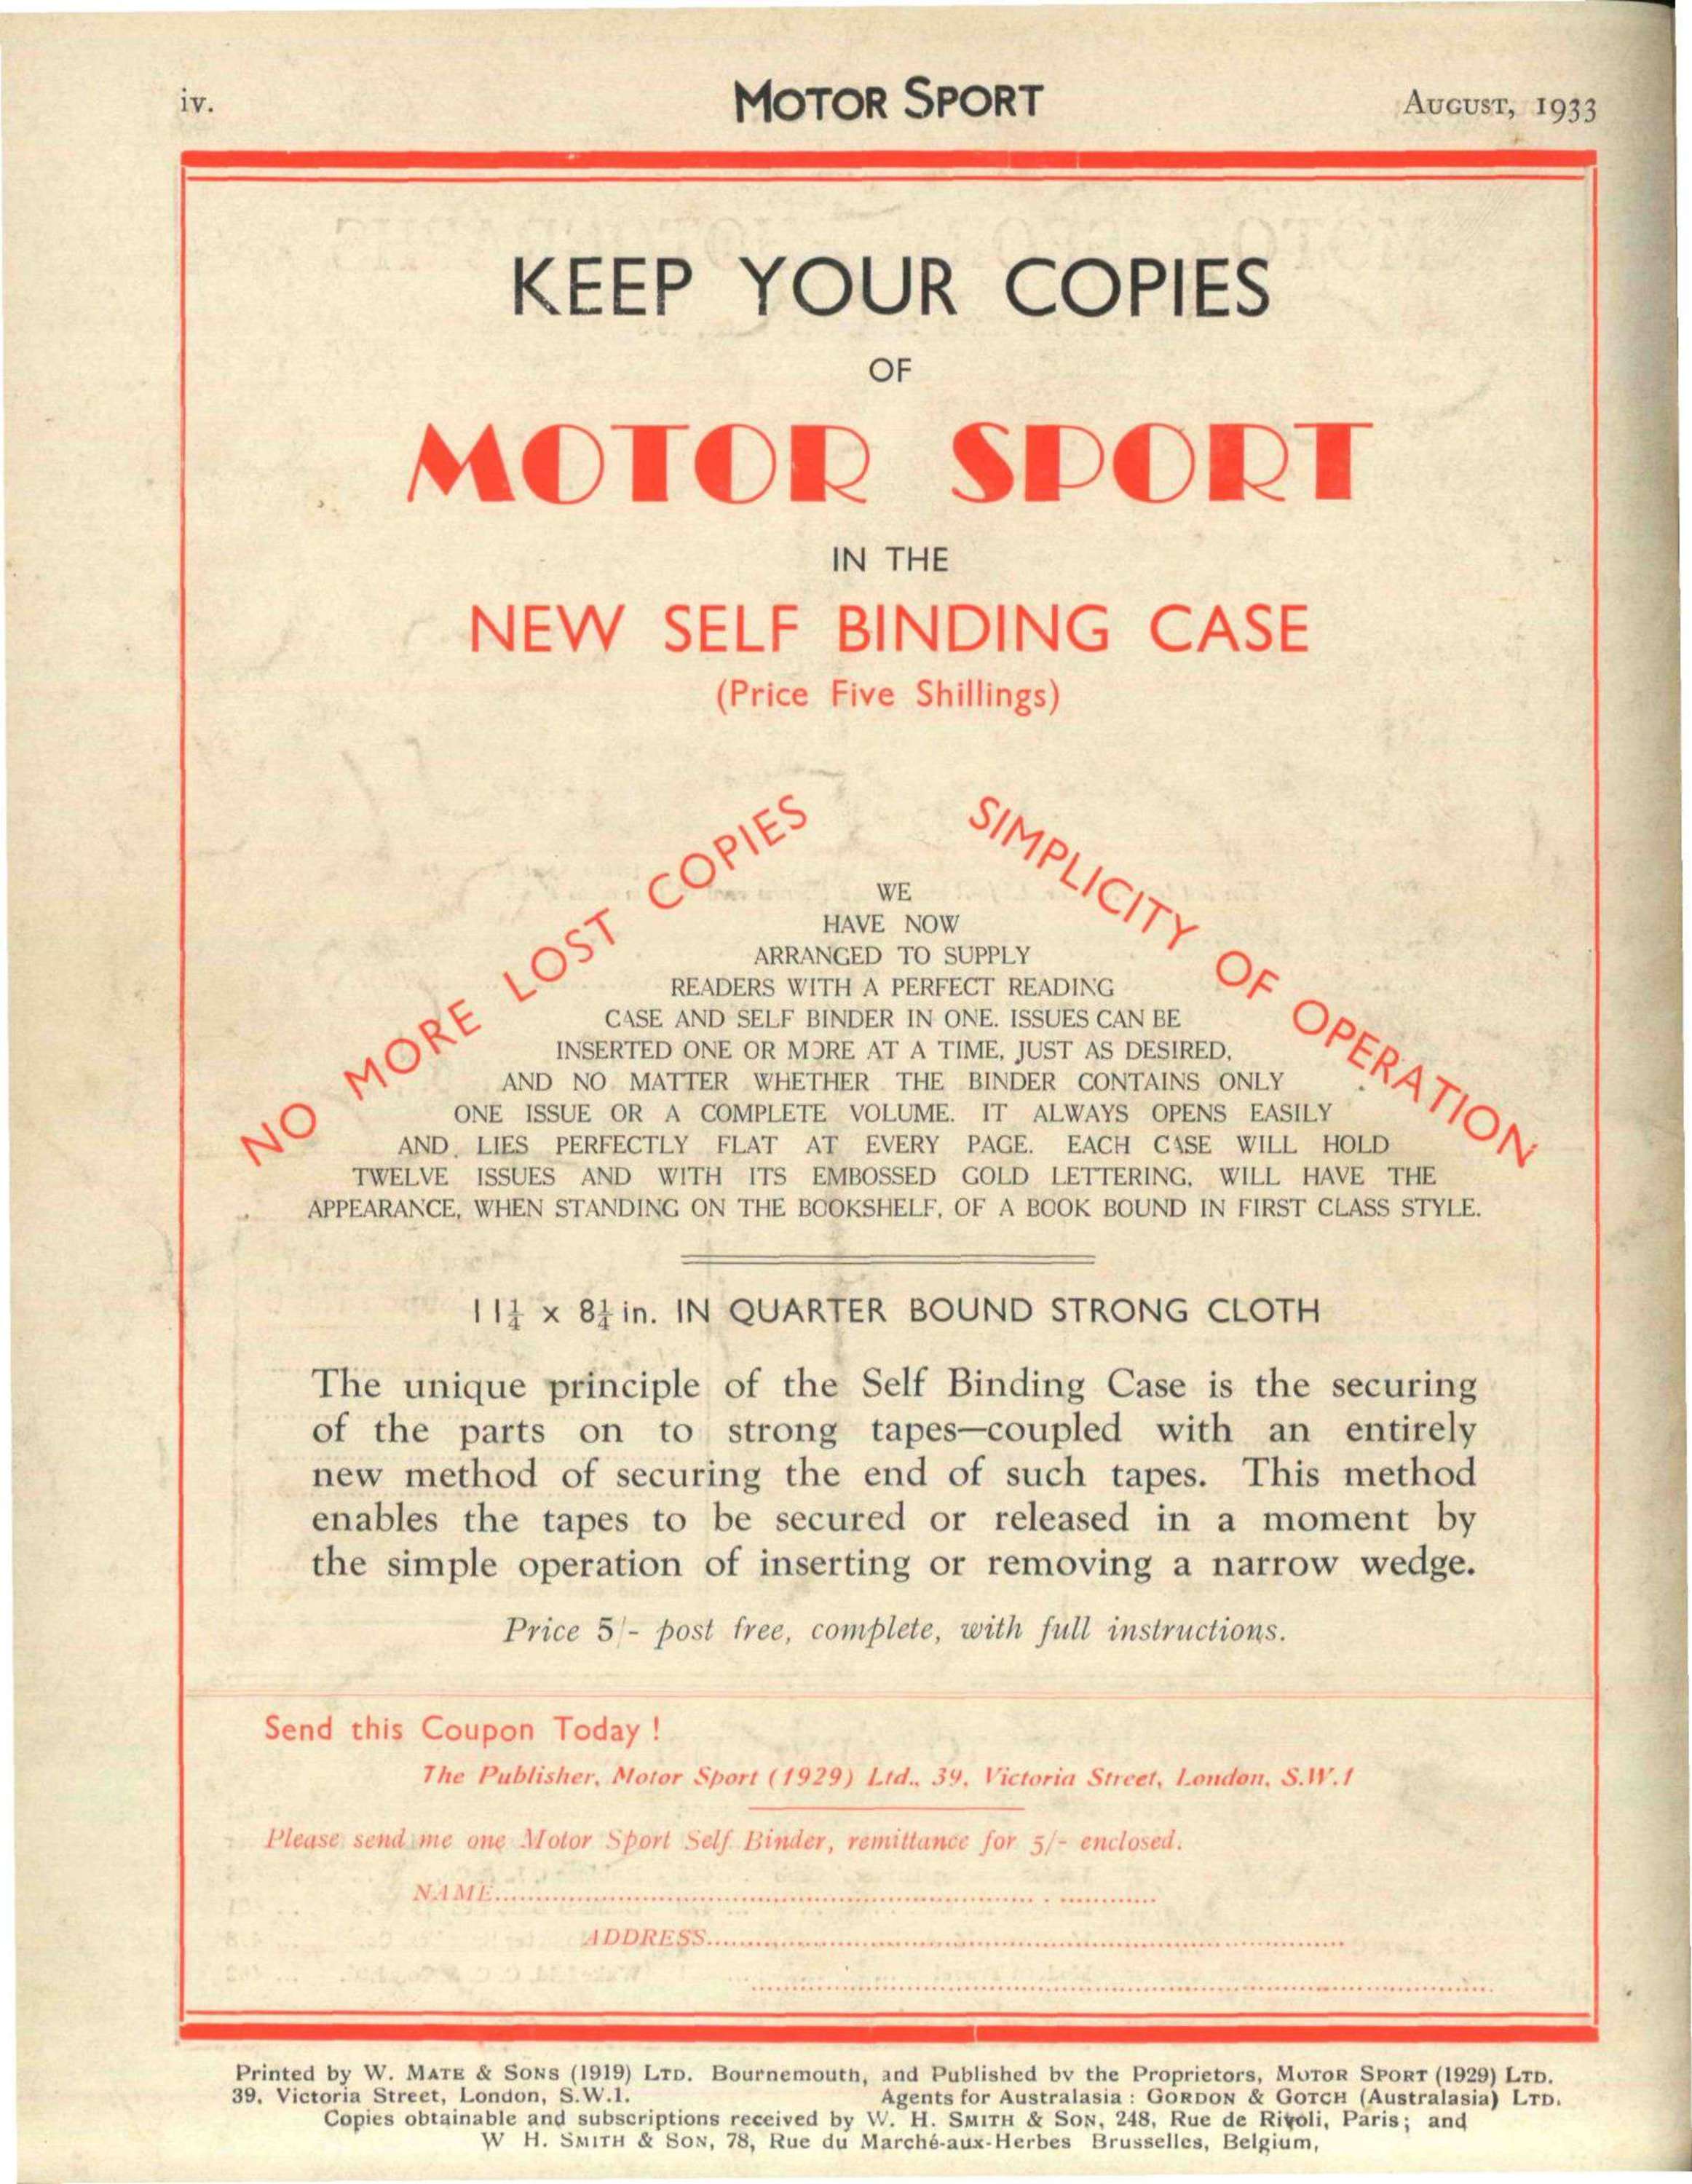 iv.
MOTOR SPORT
AUGUST, 1933
KEEP YOUR COPIES
OF
MOTOR SPORT
IN THE
NEW SELF BINDING CASE
(Price Five Shillings)
NO MORE LOST COPIES
SIMPLICITY OF OPERATION
WE
HAVE NOW
ARRANGED TO SUPPLY
READERS WITH A PERFECT READING
CASE AND SELF BINDER IN ONE. ISSUES CAN BE
INSERTED ONE OR MORE AT A TIME, JUST AS DESIRED,
AND NO MATTER WHETHER THE BINDER CONTAINS ONLY
ONE ISSUE OR A COMPLETE VOLUME. IT ALWAYS OPENS EASILY
AND, LIES PERFECTLY FLAT AT EVERY PAGE. EACH CASE WILL HOLD
TWELVE ISSUES AND WITH ITS EMBOSSED GOLD LETTERING, WILL HAVE THE
APPEARANCE, WHEN STANDING ON THE BOOKSHELF, OF A BOOK BOUND IN FIRST CLASS STYLE.
11¼ x 8¼ in. IN QUARTER BOUND STRONG CLOTH
The unique principle of the Self Binding Case is the securing
of the parts on to strong tapes—coupled with an entirely
new method of securing the end of such tapes. This method
enables the tapes to be secured or released in a moment by
the simple operation of inserting or removing a narrow wedge.
Price 5/- post free, complete, with full instructions.
Send this Coupon Today !
The Publisher, Motor Sport (1929) Ltd., 39, Victoria Street, London, S.W.1
Please send me one Motor Sport Self Binder, remittance for 5/- enclosed.
NAME
ADDRESS
Printed by W. MATE & SONS (1919) LTD. Bournemouth, and Published by the Proprietors, MOTOR SPORT (1929) LTD.
39, Victoria Street, London, S.W.1. Agents for Australasia : GORDON & GOTCH (Australasia) LTD.
Copies obtainable and subscriptions received by W. H. SMITH & SON, 248, Rue de Rivoli, Paris; and
W H. SMITH & SON, 78, Rue du Marché-aux-Herbes Brusselles, Belgium,